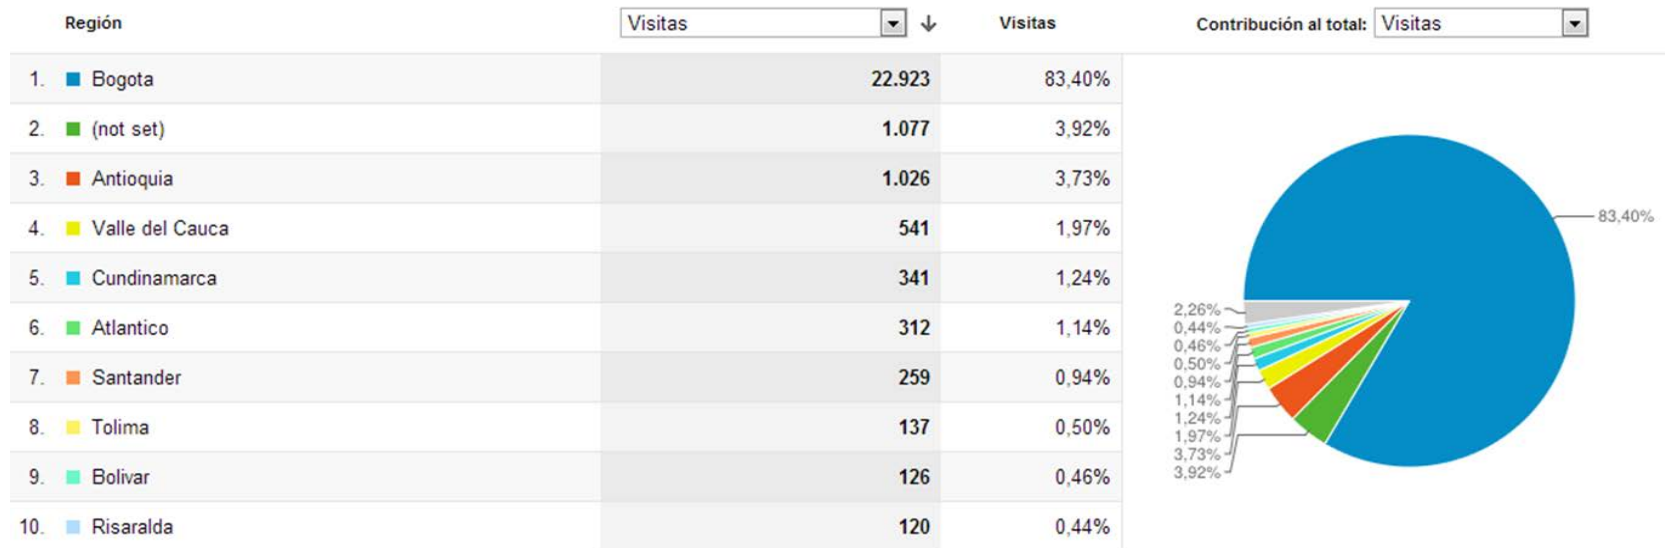 Región Visitas Visitas Contribución al total: Visitas
1. Bogota 22.923 83,40%
2. (not set) 1.077 3,92%
3. Antioquia 1.026 3,73%
4. Valle del Cauca 541 1,97%
5. Cundinamarca 341 1,24%
6. Atlantico 312 1,14%
7. Santander 259 0,94%
8. Tolima 137 0,50%
9. Bolivar 126 0,46%
10. Risaralda 120 0,44%
83,40%
2,26%
0,44%
0,46%
0,50%
0,94%
1,14%
1,24%
1,97%
3,73%
3,92%